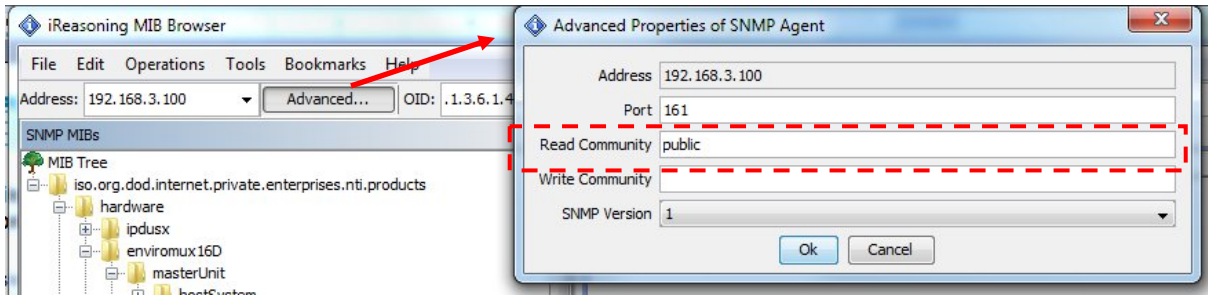 iReasoning MIB Browser
File Edit Operations Tools Bookmarks Help
Address: 192.168.3.100 Advanced... OID: .1.3.6.1.4
SNMP MIBs
MIB Tree
iso.org.dod.internet.private.enterprises.nti.products
hardware
ipdusx
enviromux16D
masterUnit
hostSystem
Advanced Properties of SNMP Agent
Address 192.168.3.100
Port 161
Read Community public
Write Community
SNMP Version 1
Ok Cancel